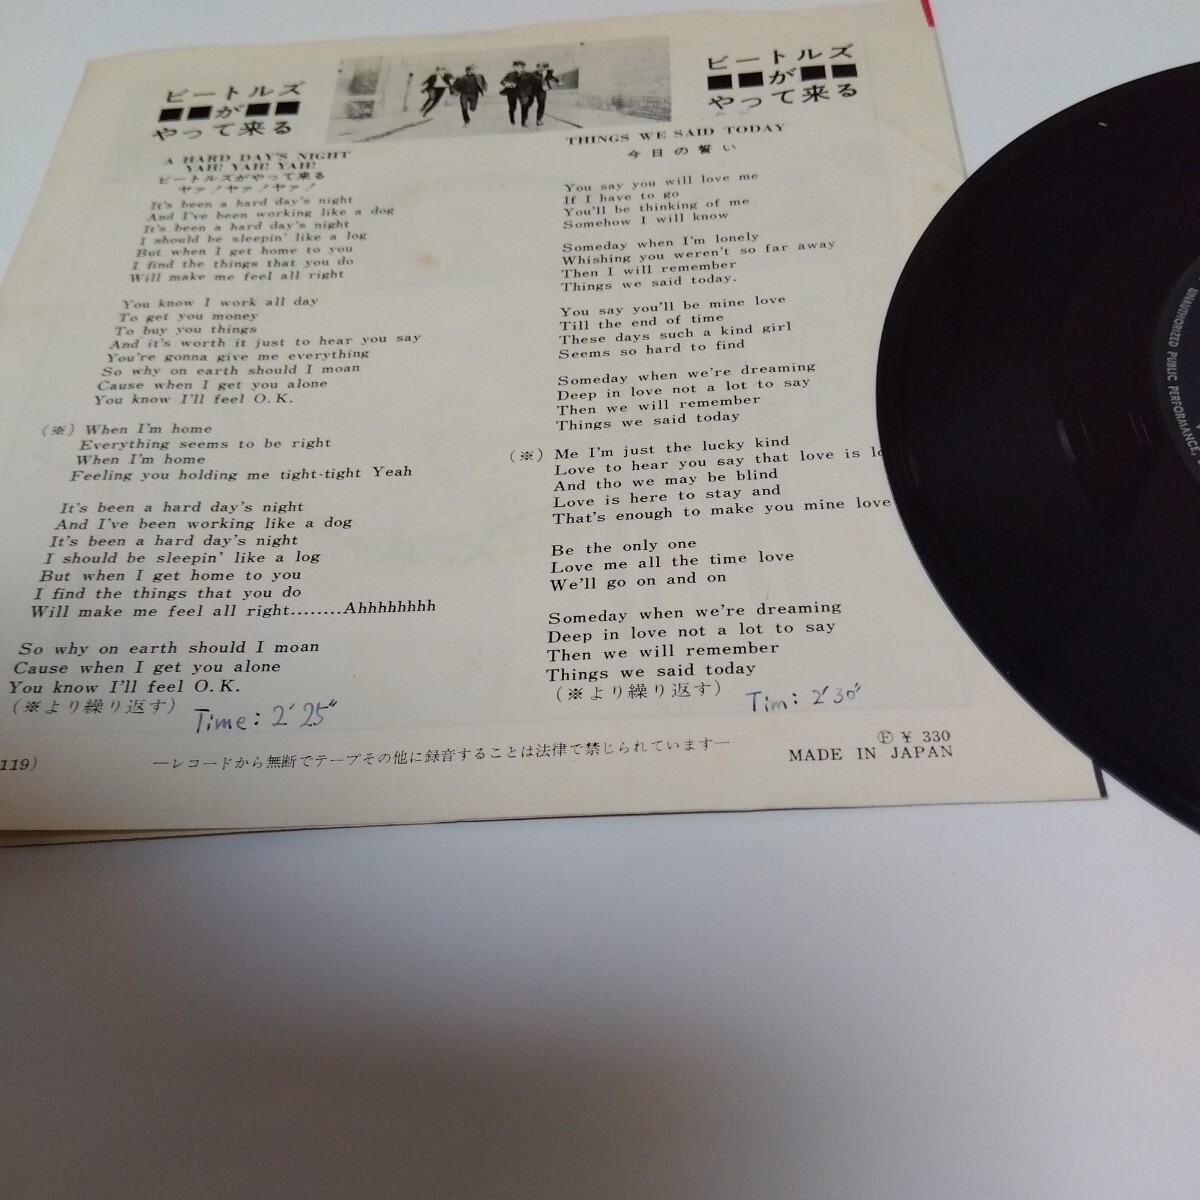 ビートルズ
■■が■■
やって来る
ビートルズ
■■が■■
やって来る
A HARD DAY'S NIGHT
YAH! YAH! YAH!
ビートルズがやって来る
ヤァ!ヤァ!ヤァ!
It's been a hard day's night
And I've been working like a dog
It's been a hard day's night
I should be sleepin' like a log
But when I get home to you
I find the things that you do
Will make me feel all right
You know I work all day
To get you money
To buy you things
And it's worth it just to hear you say
You're gonna give me everything
So why on earth should I moan
Cause when I get you alone
You know I'll feel O.K.
(※) When I'm home
Everything seems to be right
When I'm home
Feeling you holding me tight-tight Yeah
It's been a hard day's night
And I've been working like a dog
It's been a hard day's night
I should be sleepin' like a log
But when I get home to you
I find the things that you do
Will make me feel all right........Ahhhhhhhh
So why on earth should I moan
Cause when I get you alone
You know I'll feel O.K.
(※より繰り返す)
Time: 2'25"
THINGS WE SAID TODAY
今日の誓い
You say you will love me
If I have to go
You'll be thinking of me
Somehow I will know
Someday when I'm lonely
Whishing you weren't so far away
Then I will remember
Things we said today.
You say you'll be mine love
Till the end of time
These days such a kind girl
Seems so hard to find
Someday when we're dreaming
Deep in love not a lot to say
Then we will remember
Things we said today
(※) Me I'm just the lucky kind
Love to hear you say that love is
And tho we may be blind
Love is here to stay and
That's enough to make you mine love
Be the only one
Love me all the time love
We'll go on and on
Someday when we're dreaming
Deep in love not a lot to say
Then we will remember
Things we said today
(※より繰り返す)
Tim: 2'30"
119)
—レコードから無断でテープその他に録音することは法律で禁じられています—
Ⓕ ¥ 330
MADE IN JAPAN
UNAUTHORIZED PUBLIC PERFORMANCE,